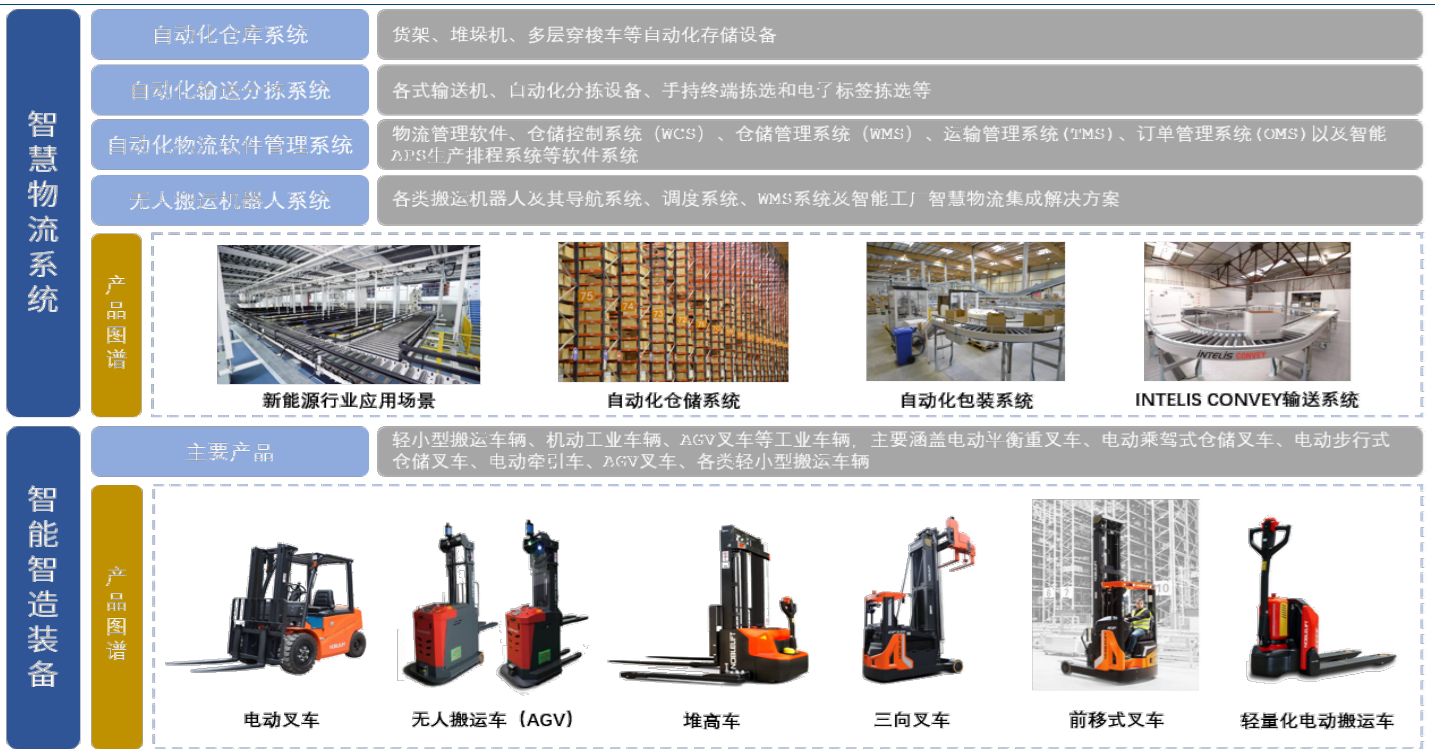 智慧物流系统
自动化仓库系统
货架、堆垛机、多层穿梭车等自动化存储设备
自动化输送分拣系统
各式输送机、自动化分拣设备、手持终端拣选和电子标签拣选等
自动化物流软件管理系统
物流管理软件、仓储控制系统（WCS）、仓储管理系统（WMS）、运输管理系统(TMS)、订单管理系统(OMS)以及智能
APS生产排程系统等软件系统
无人搬运机器人系统
各类搬运机器人及其导航系统、调度系统、WMS系统及智能工厂智慧物流集成解决方案
产品图谱
75
74
73
INTELIS CONVEY
新能源行业应用场景
自动化仓储系统
自动化包装系统
INTELIS CONVEY输送系统
智能智造装备
主要产品
轻小型搬运车辆、机动工业车辆、AGV叉车等工业车辆，主要涵盖电动平衡重叉车、电动乘驾式仓储叉车、电动步行式
仓储叉车、电动牵引车、AGV叉车、各类轻小型搬运车辆
产品图谱
NOBLELIFT
10
电动叉车
无人搬运车（AGV）
堆高车
三向叉车
前移式叉车
轻量化电动搬运车